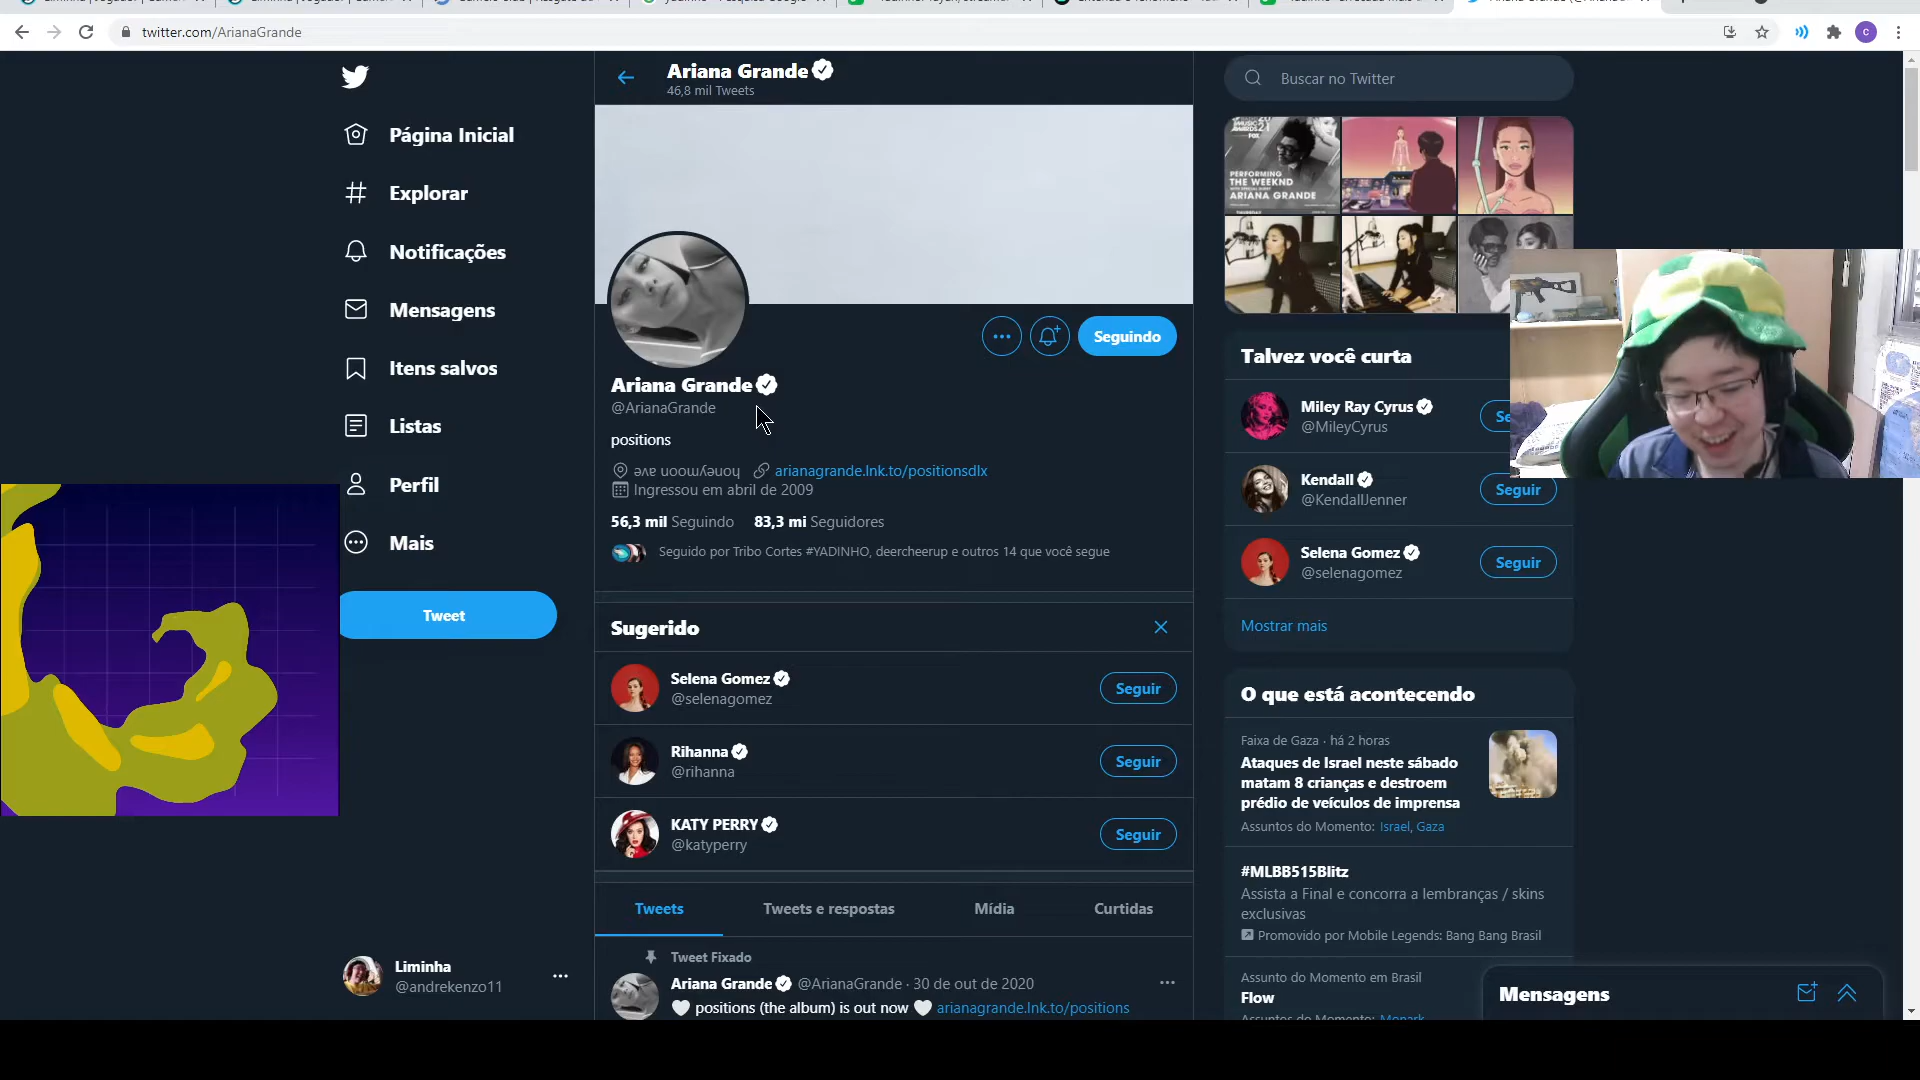 twitter.com/ArianaGrande
Página Inicial
Explorar
Notificações
Mensagens
Itens salvos
Listas
Perfil
Mais
Tweet
Liminha
@andrekenzo11
Ariana Grande
46,8 mil Tweets
Seguindo
Ariana Grande
@ArianaGrande
positions
ǝʌɐ uooɯʎǝuoɥ arianagrande.lnk.to/positionsdlx
Ingressou em abril de 2009
56,3 mil Seguindo 83,3 mi Seguidores
Seguido por Tribo Cortes #YADINHO, deercheerup e outros 14 que você segue
Sugerido
Selena Gomez
@selenagomez
Seguir
Rihanna
@rihanna
Seguir
KATY PERRY
@katyperry
Seguir
Tweets Tweets e respostas Mídia Curtidas
Tweet Fixado
Ariana Grande @ArianaGrande · 30 de out de 2020
🤍 positions (the album) is out now 🤍 arianagrande.lnk.to/positions
Buscar no Twitter
PERFORMING
THE WEEKND
ARIANA GRANDE
Talvez você curta
Miley Ray Cyrus
@MileyCyrus
Kendall
@KendallJenner
Seguir
Selena Gomez
@selenagomez
Seguir
Mostrar mais
O que está acontecendo
Faixa de Gaza · há 2 horas
Ataques de Israel neste sábado
matam 8 crianças e destroem
prédio de veículos de imprensa
Assuntos do Momento: Israel, Gaza
#MLBB515Blitz
Assista a Final e concorra a lembranças / skins
exclusivas
Promovido por Mobile Legends: Bang Bang Brasil
Assunto do Momento em Brasil
Flow
Mensagens